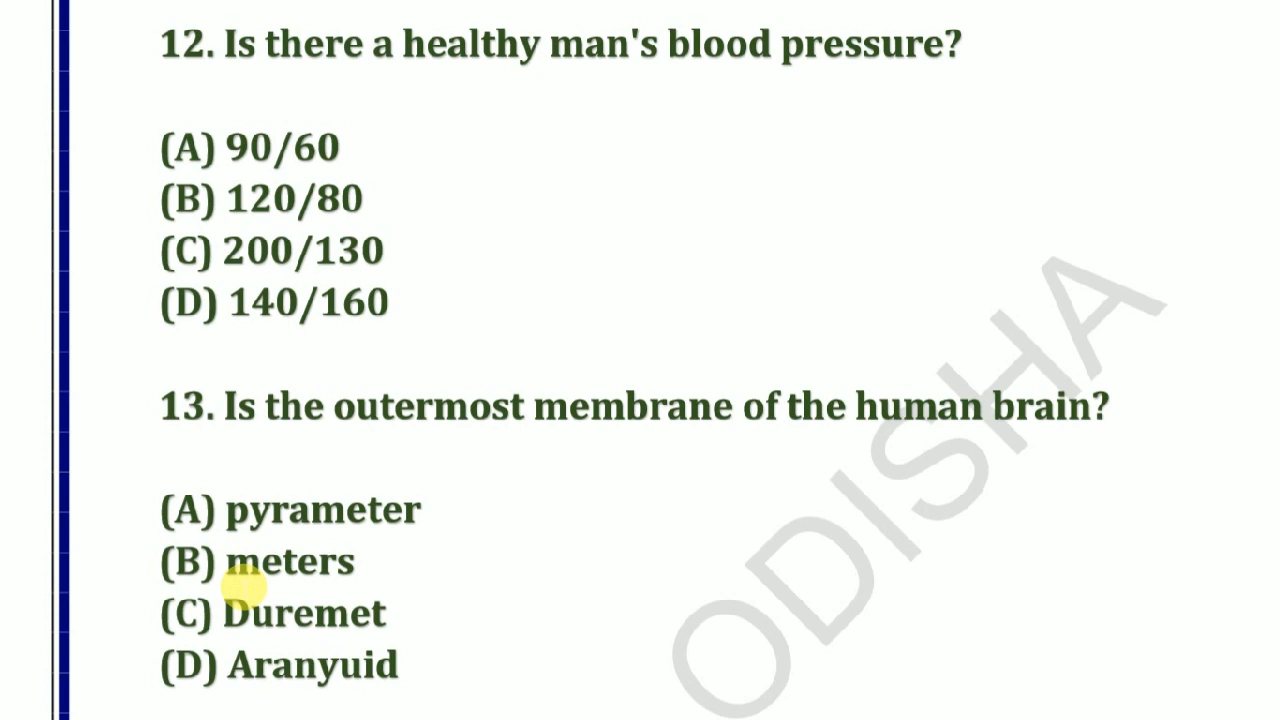 12. Is there a healthy man's blood pressure?
(A) 90/60
(B) 120/80
(C) 200/130
(D) 140/160
13. Is the outermost membrane of the human brain?
(A) pyrameter
(B) meters
(C) Duremet
(D) Aranyuid
ODISHA